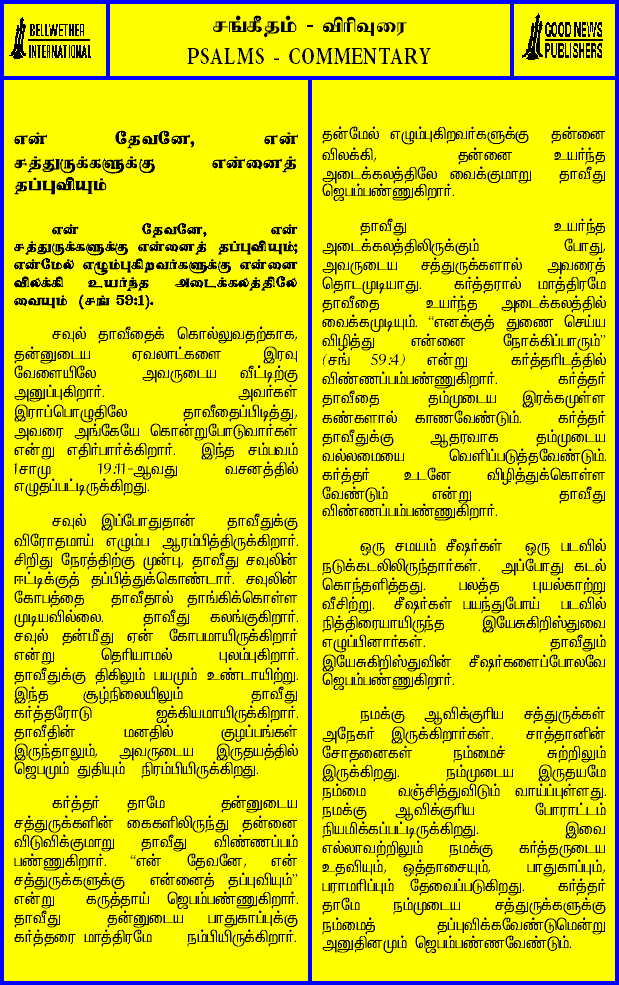 BELLWETHER
INTERNATIONAL
சங்கீதம் - விரிவுரை
PSALMS - COMMENTARY
GOOD NEWS
PUBLISHERS
என் தேவனே, என்
சத்துருக்களுக்கு என்னைத்
தப்புவியும்
என் தேவனே, என்
சத்துருக்களுக்கு என்னைத் தப்புவியும்;
என்மேல் எழும்புகிறவர்களுக்கு என்னை
விலக்கி உயர்ந்த அடைக்கலத்திலே
வையும் (சங் 59:1).
சவுல் தாவீதைக் கொல்லுவதற்காக,
தன்னுடைய ஏவலாட்களை இரவு
வேளையிலே அவருடைய வீட்டிற்கு
அனுப்புகிறார். அவர்கள்
இராப்பொழுதிலே தாவீதைப்பிடித்து,
அவரை அங்கேயே கொன்றுபோடுவார்கள்
என்று எதிர்பார்க்கிறார். இந்த சம்பவம்
1சாமு 19:11-ஆவது வசனத்தில்
எழுதப்பட்டிருக்கிறது.
சவுல் இப்போதுதான் தாவீதுக்கு
விரோதமாய் எழும்ப ஆரம்பித்திருக்கிறார்.
சிறிது நேரத்திற்கு முன்பு, தாவீது சவுலின்
ஈட்டிக்குத் தப்பித்துக்கொண்டார். சவுலின்
கோபத்தை தாவீதால் தாங்கிக்கொள்ள
முடியவில்லை. தாவீது கலங்குகிறார்.
சவுல் தன்மீது ஏன் கோபமாயிருக்கிறார்
என்று தெரியாமல் புலம்புகிறார்.
தாவீதுக்கு திகிலும் பயமும் உண்டாயிற்று.
இந்த சூழ்நிலையிலும் தாவீது
கர்த்தரோடு ஐக்கியமாயிருக்கிறார்.
தாவீதின் மனதில் குழப்பங்கள்
இருந்தாலும், அவருடைய இருதயத்தில்
ஜெபமும் துதியும் நிரம்பியிருக்கிறது.
கர்த்தர் தாமே தன்னுடைய
சத்துருக்களின் கைகளிலிருந்து தன்னை
விடுவிக்குமாறு தாவீது விண்ணப்பம்
பண்ணுகிறார். “என் தேவனே, என்
சத்துருக்களுக்கு என்னைத் தப்புவியும்”
என்று கருத்தாய் ஜெபம்பண்ணுகிறார்.
தாவீது தன்னுடைய பாதுகாப்புக்கு
கர்த்தரை மாத்திரமே நம்பியிருக்கிறார்.
தன்மேல் எழும்புகிறவர்களுக்கு தன்னை
விலக்கி, தன்னை உயர்ந்த
அடைக்கலத்திலே வைக்குமாறு தாவீது
ஜெபம்பண்ணுகிறார்.
தாவீது உயர்ந்த
அடைக்கலத்திலிருக்கும் போது,
அவருடைய சத்துருக்களால் அவரைத்
தொடமுடியாது. கர்த்தரால் மாத்திரமே
தாவீதை உயர்ந்த அடைக்கலத்தில்
வைக்கமுடியும். “எனக்குத் துணை செய்ய
விழித்து என்னை நோக்கிப்பாரும்”
(சங் 59:4) என்று கர்த்தரிடத்தில்
விண்ணப்பம்பண்ணுகிறார். கர்த்தர்
தாவீதை தம்முடைய இரக்கமுள்ள
கண்களால் காணவேண்டும். கர்த்தர்
தாவீதுக்கு ஆதரவாக தம்முடைய
வல்லமையை வெளிப்படுத்தவேண்டும்.
கர்த்தர் உடனே விழித்துக்கொள்ள
வேண்டும் என்று தாவீது
விண்ணப்பம்பண்ணுகிறார்.
ஒரு சமயம் சீஷர்கள் ஒரு படவில்
நடுக்கடலிலிருந்தார்கள். அப்போது கடல்
கொந்தளித்தது. பலத்த புயல்காற்று
வீசிற்று. சீஷர்கள் பயந்துபோய் படவில்
நித்திரையாயிருந்த இயேசுகிறிஸ்துவை
எழுப்பினார்கள். தாவீதும்
இயேசுகிறிஸ்துவின் சீஷர்களைப்போலவே
ஜெபம்பண்ணுகிறார்.
நமக்கு ஆவிக்குரிய சத்துருக்கள்
அநேகர் இருக்கிறார்கள். சாத்தானின்
சோதனைகள் நம்மைச் சுற்றிலும்
இருக்கிறது. நம்முடைய இருதயமே
நம்மை வஞ்சித்துவிடும் வாய்ப்புள்ளது.
நமக்கு ஆவிக்குரிய போராட்டம்
நியமிக்கப்பட்டிருக்கிறது. இவை
எல்லாவற்றிலும் நமக்கு கர்த்தருடைய
உதவியும், ஒத்தாசையும், பாதுகாப்பும்,
பராமரிப்பும் தேவைப்படுகிறது. கர்த்தர்
தாமே நம்முடைய சத்துருக்களுக்கு
நம்மைத் தப்புவிக்கவேண்டுமென்று
அனுதினமும் ஜெபம்பண்ணவேண்டும்.